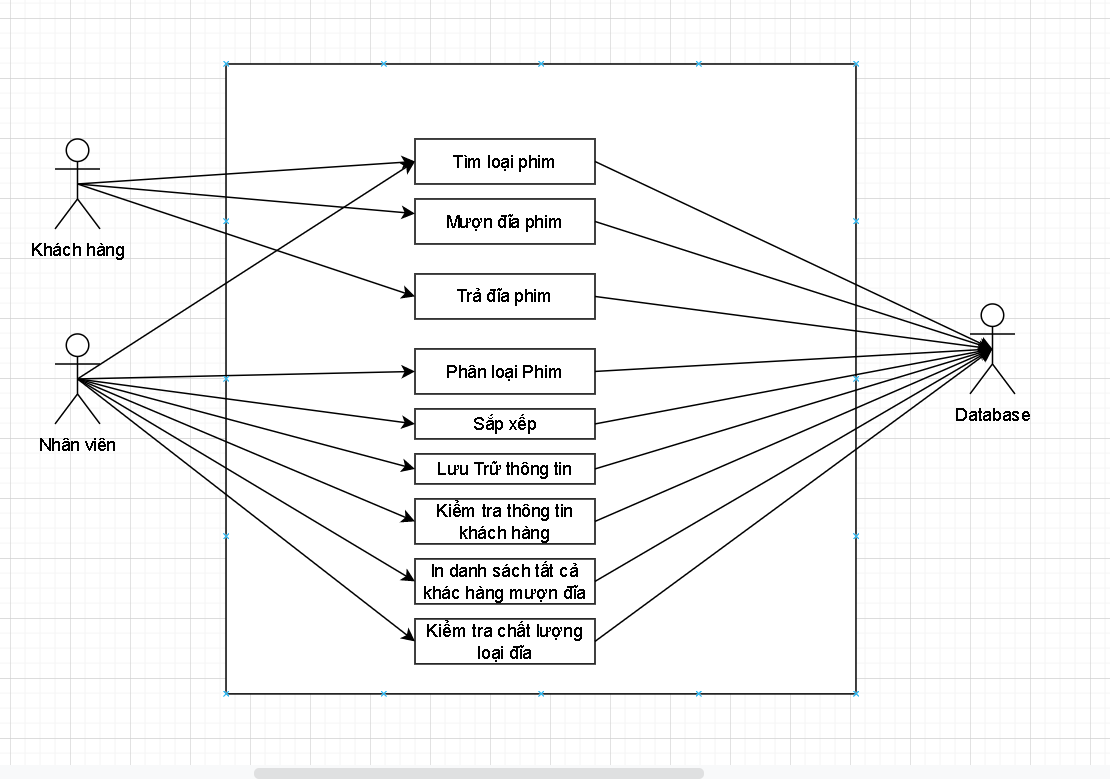 Tìm loại phim
Mượn đĩa phim
Khách hàng
Trả đĩa phim
Phân loại Phim
Database
Sắp xếp
Nhân viên
Lưu Trữ thông tin
Kiểm tra thông tin
khách hàng
In danh sách tất cả
khác hàng mượn đĩa
Kiểm tra chất lượng
loại đĩa